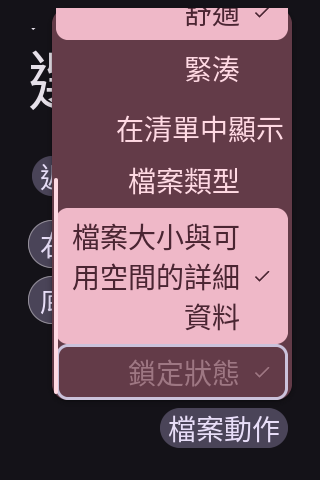 舒適
緊湊
在清單中顯示
檔案類型
檔案大小與可
用空間的詳細
資料
鎖定狀態
檔案動作